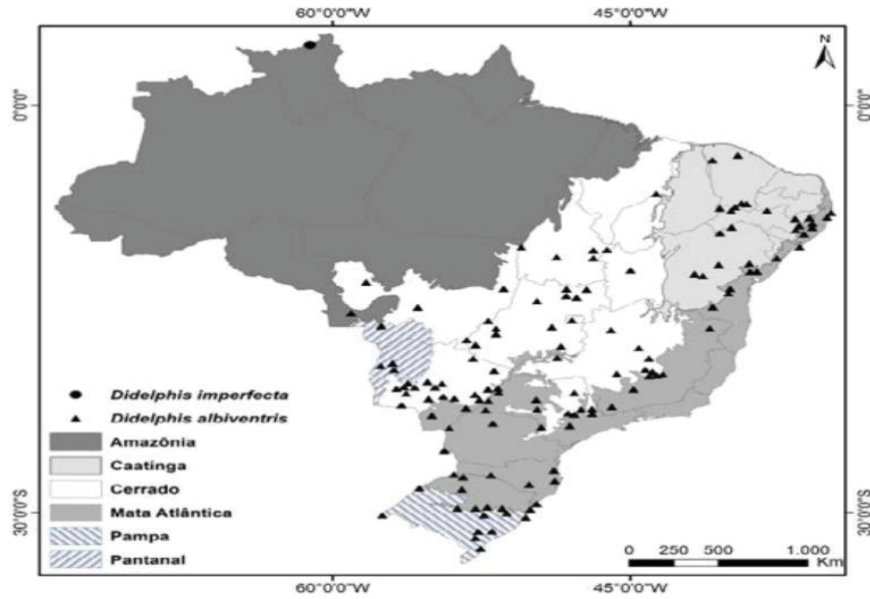 60°0'0"W
45°0'0"W
N
0°0'0"
0°0'0"
Didelphis imperfecta
Didelphis albiventris
Amazônia
Caatinga
Cerrado
Mata Atlântica
Pampa
Pantanal
30°0'0"S
30°0'0"S
0 250 500 1.000
Km
60°0'0"W
45°0'0"W